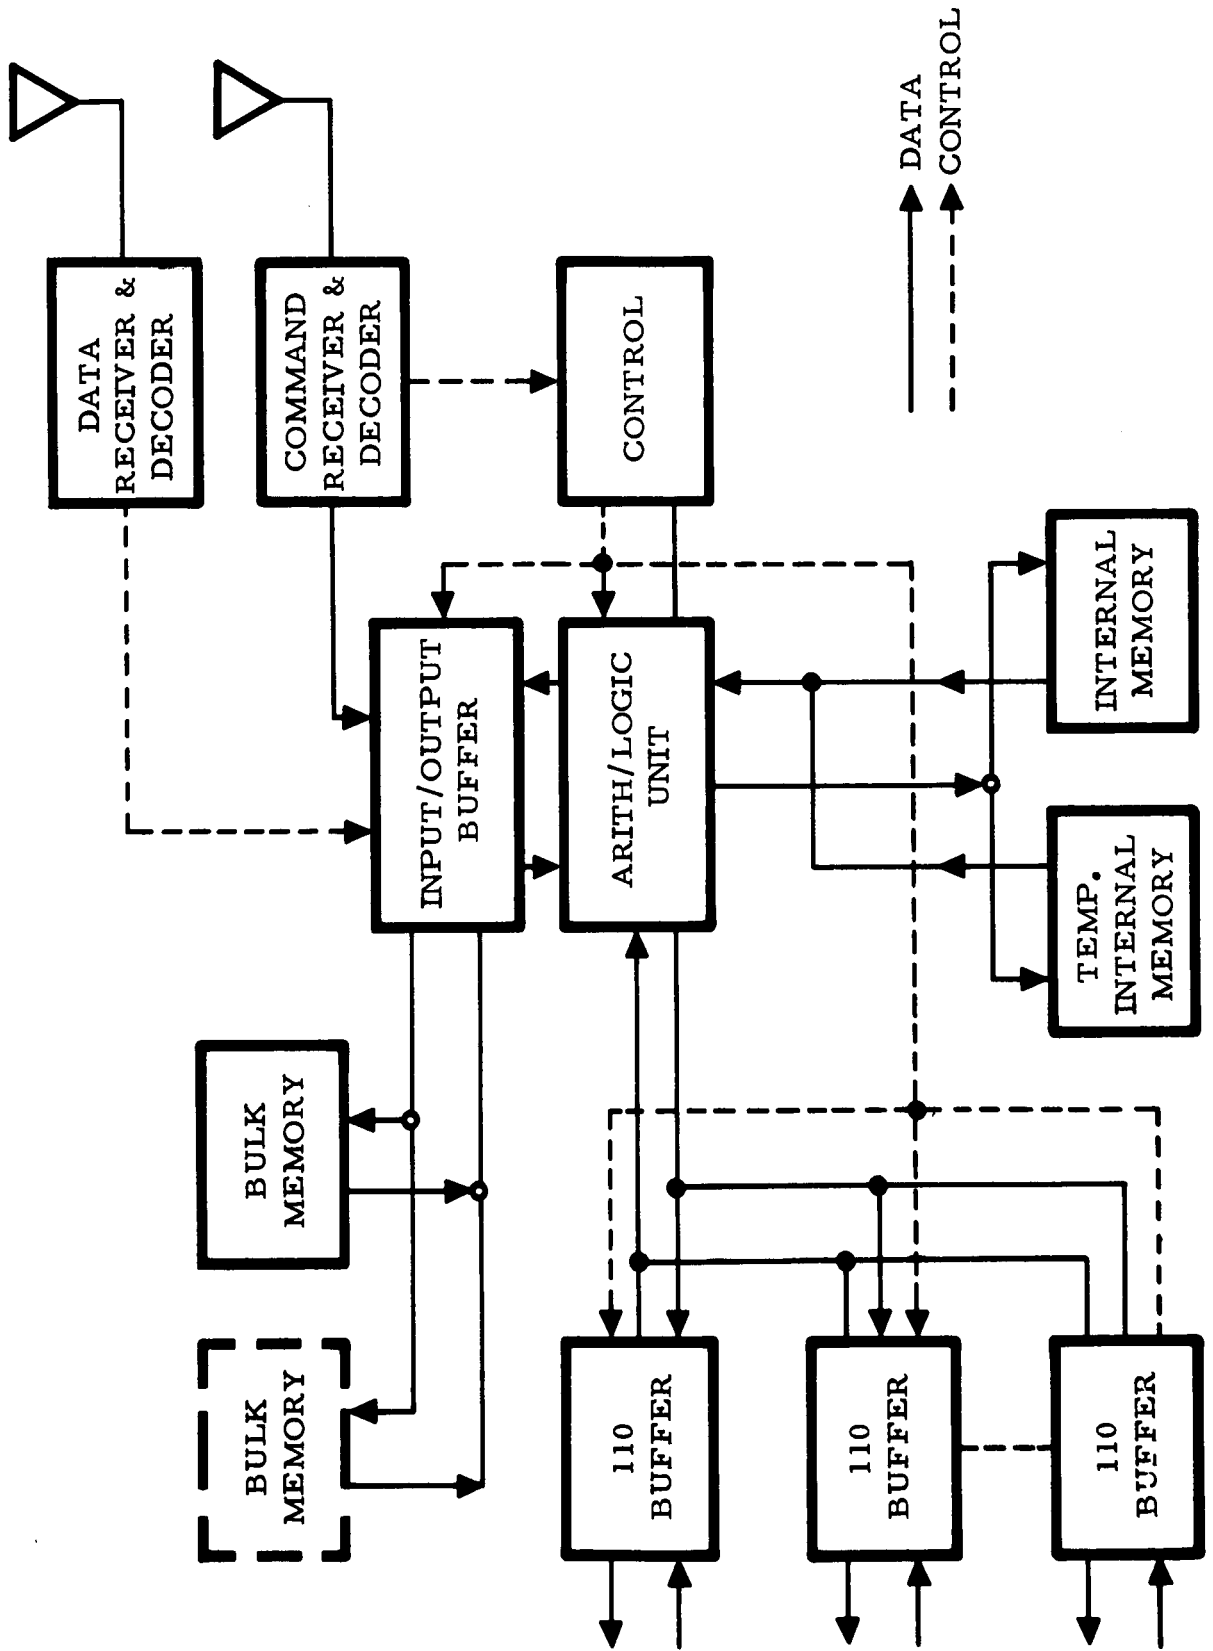 DATA
RECEIVER &
DECODER
BULK
MEMORY
BULK
MEMORY
COMMAND
RECEIVER &
DECODER
INPUT/OUTPUT
BUFFER
110
BUFFER
ARITH/LOGIC
UNIT
CONTROL
110
BUFFER
DATA
CONTROL
110
BUFFER
TEMP.
INTERNAL
MEMORY
INTERNAL
MEMORY